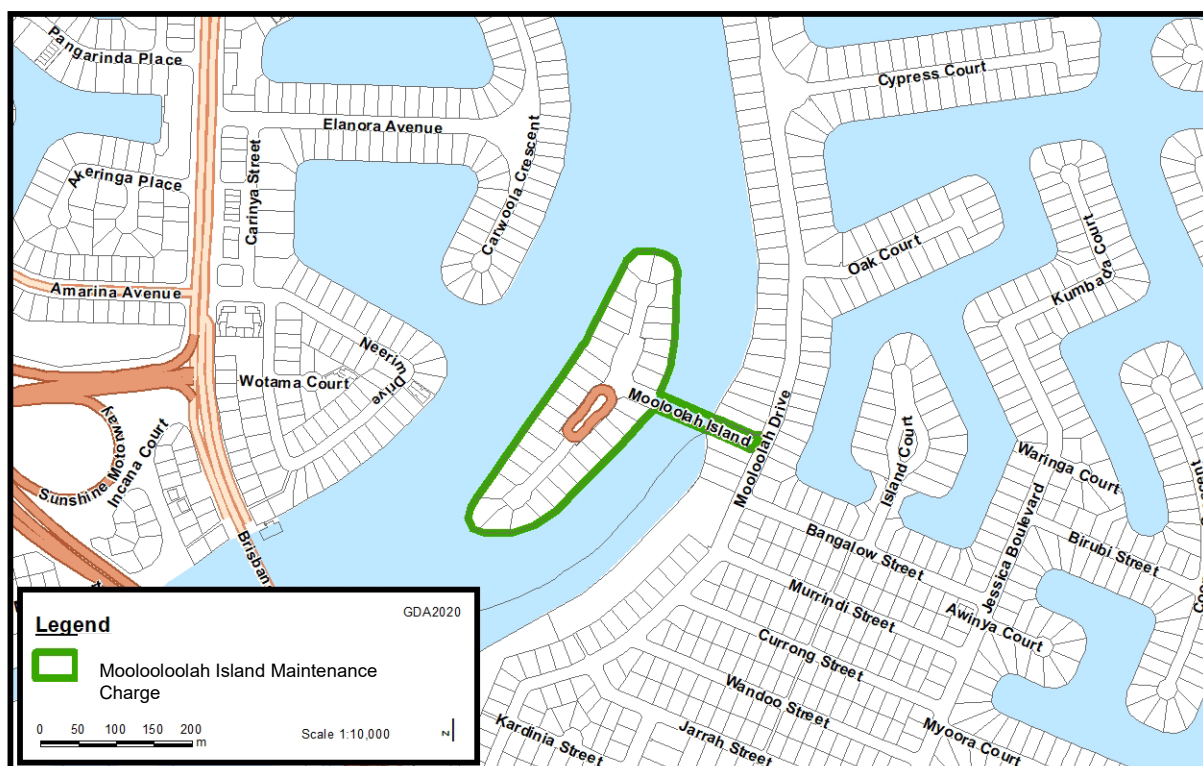 Pangarinda Place
Cypress Court
Elanora Avenue
Carinya Street
Carwoola Crescent
Akeringa Place
Oak Court
Kumbada Court
Amarina Avenue
Neerim
Drive
Wotama Court
Mooloolah Island
Mooloolah Drive
Island Court
Waringa Court
Sunshine Motorway
Incana Court
Jessica Boulevard
Birubi Street
Bangalow Street
Brisban
Murrindi Street
Awinya Court
Currong Street
Wandoo Street
Myoora Court
Kardinia Street
Jarrah Street
Legend
GDA2020
Moolooloolah Island Maintenance
Charge
0 50 100 150 200
m
Scale 1:10,000
N